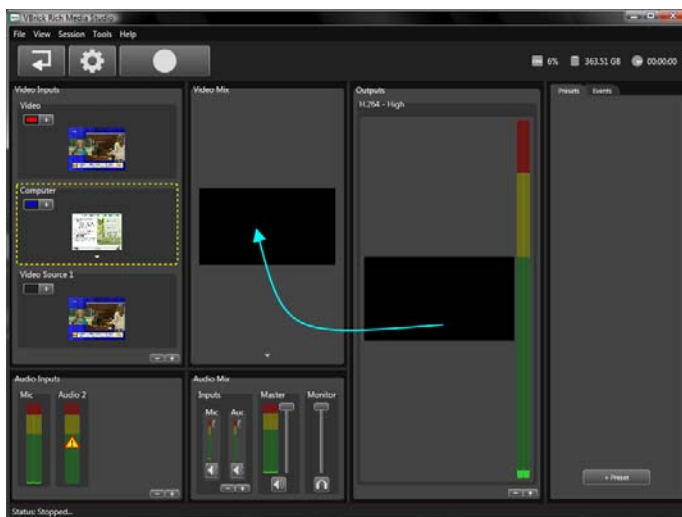 VBrick Rich Media Studio
File View Session Tools Help
6% 363.51 GB 00:00:00
Video Inputs
Video
Computer
Video Source 1
Video Mix
Outputs
H.264 - High
Presets Events
Audio Inputs
Mic Audio 2
Audio Mix
Inputs Master Monitor
Mic Auc
+ Preset
Status: Stopped...